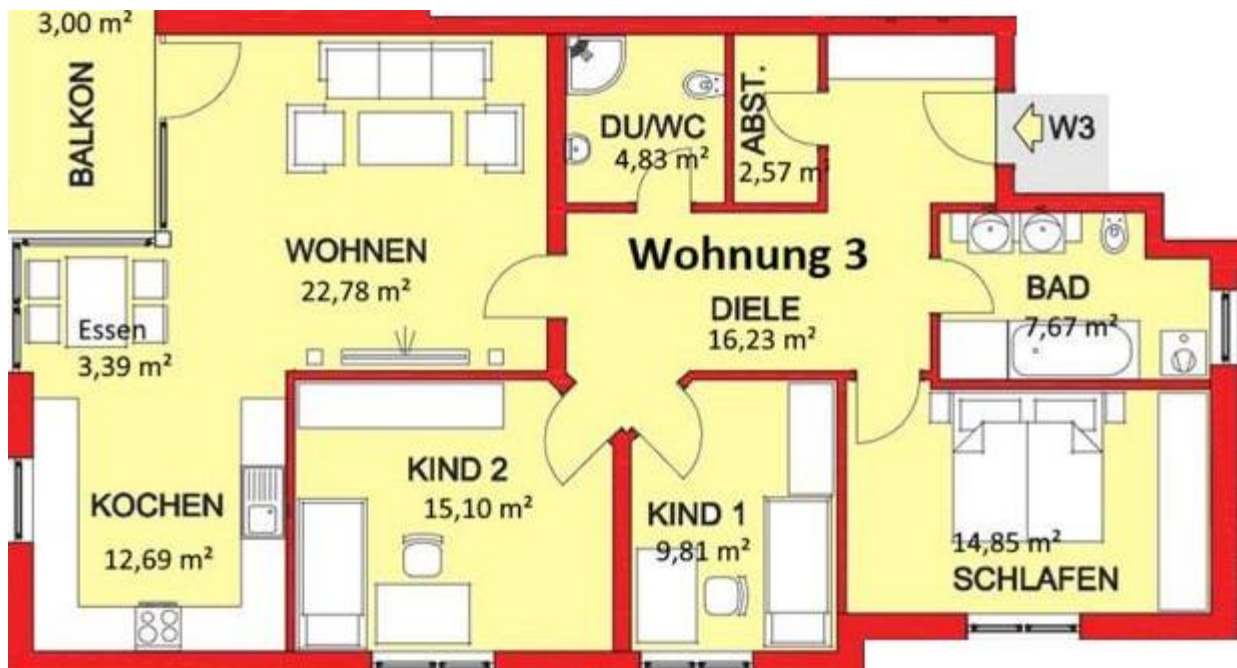 3,00 m²
BALKON
DU/WC
4,83 m²
ABST.
2,57 m²
W3
WOHNEN
22,78 m²
Wohnung 3
DIELE
16,23 m²
BAD
7,67 m²
Essen
3,39 m²
KOCHEN
12,69 m²
KIND 2
15,10 m²
KIND 1
9,81 m²
14,85 m²
SCHLAFEN